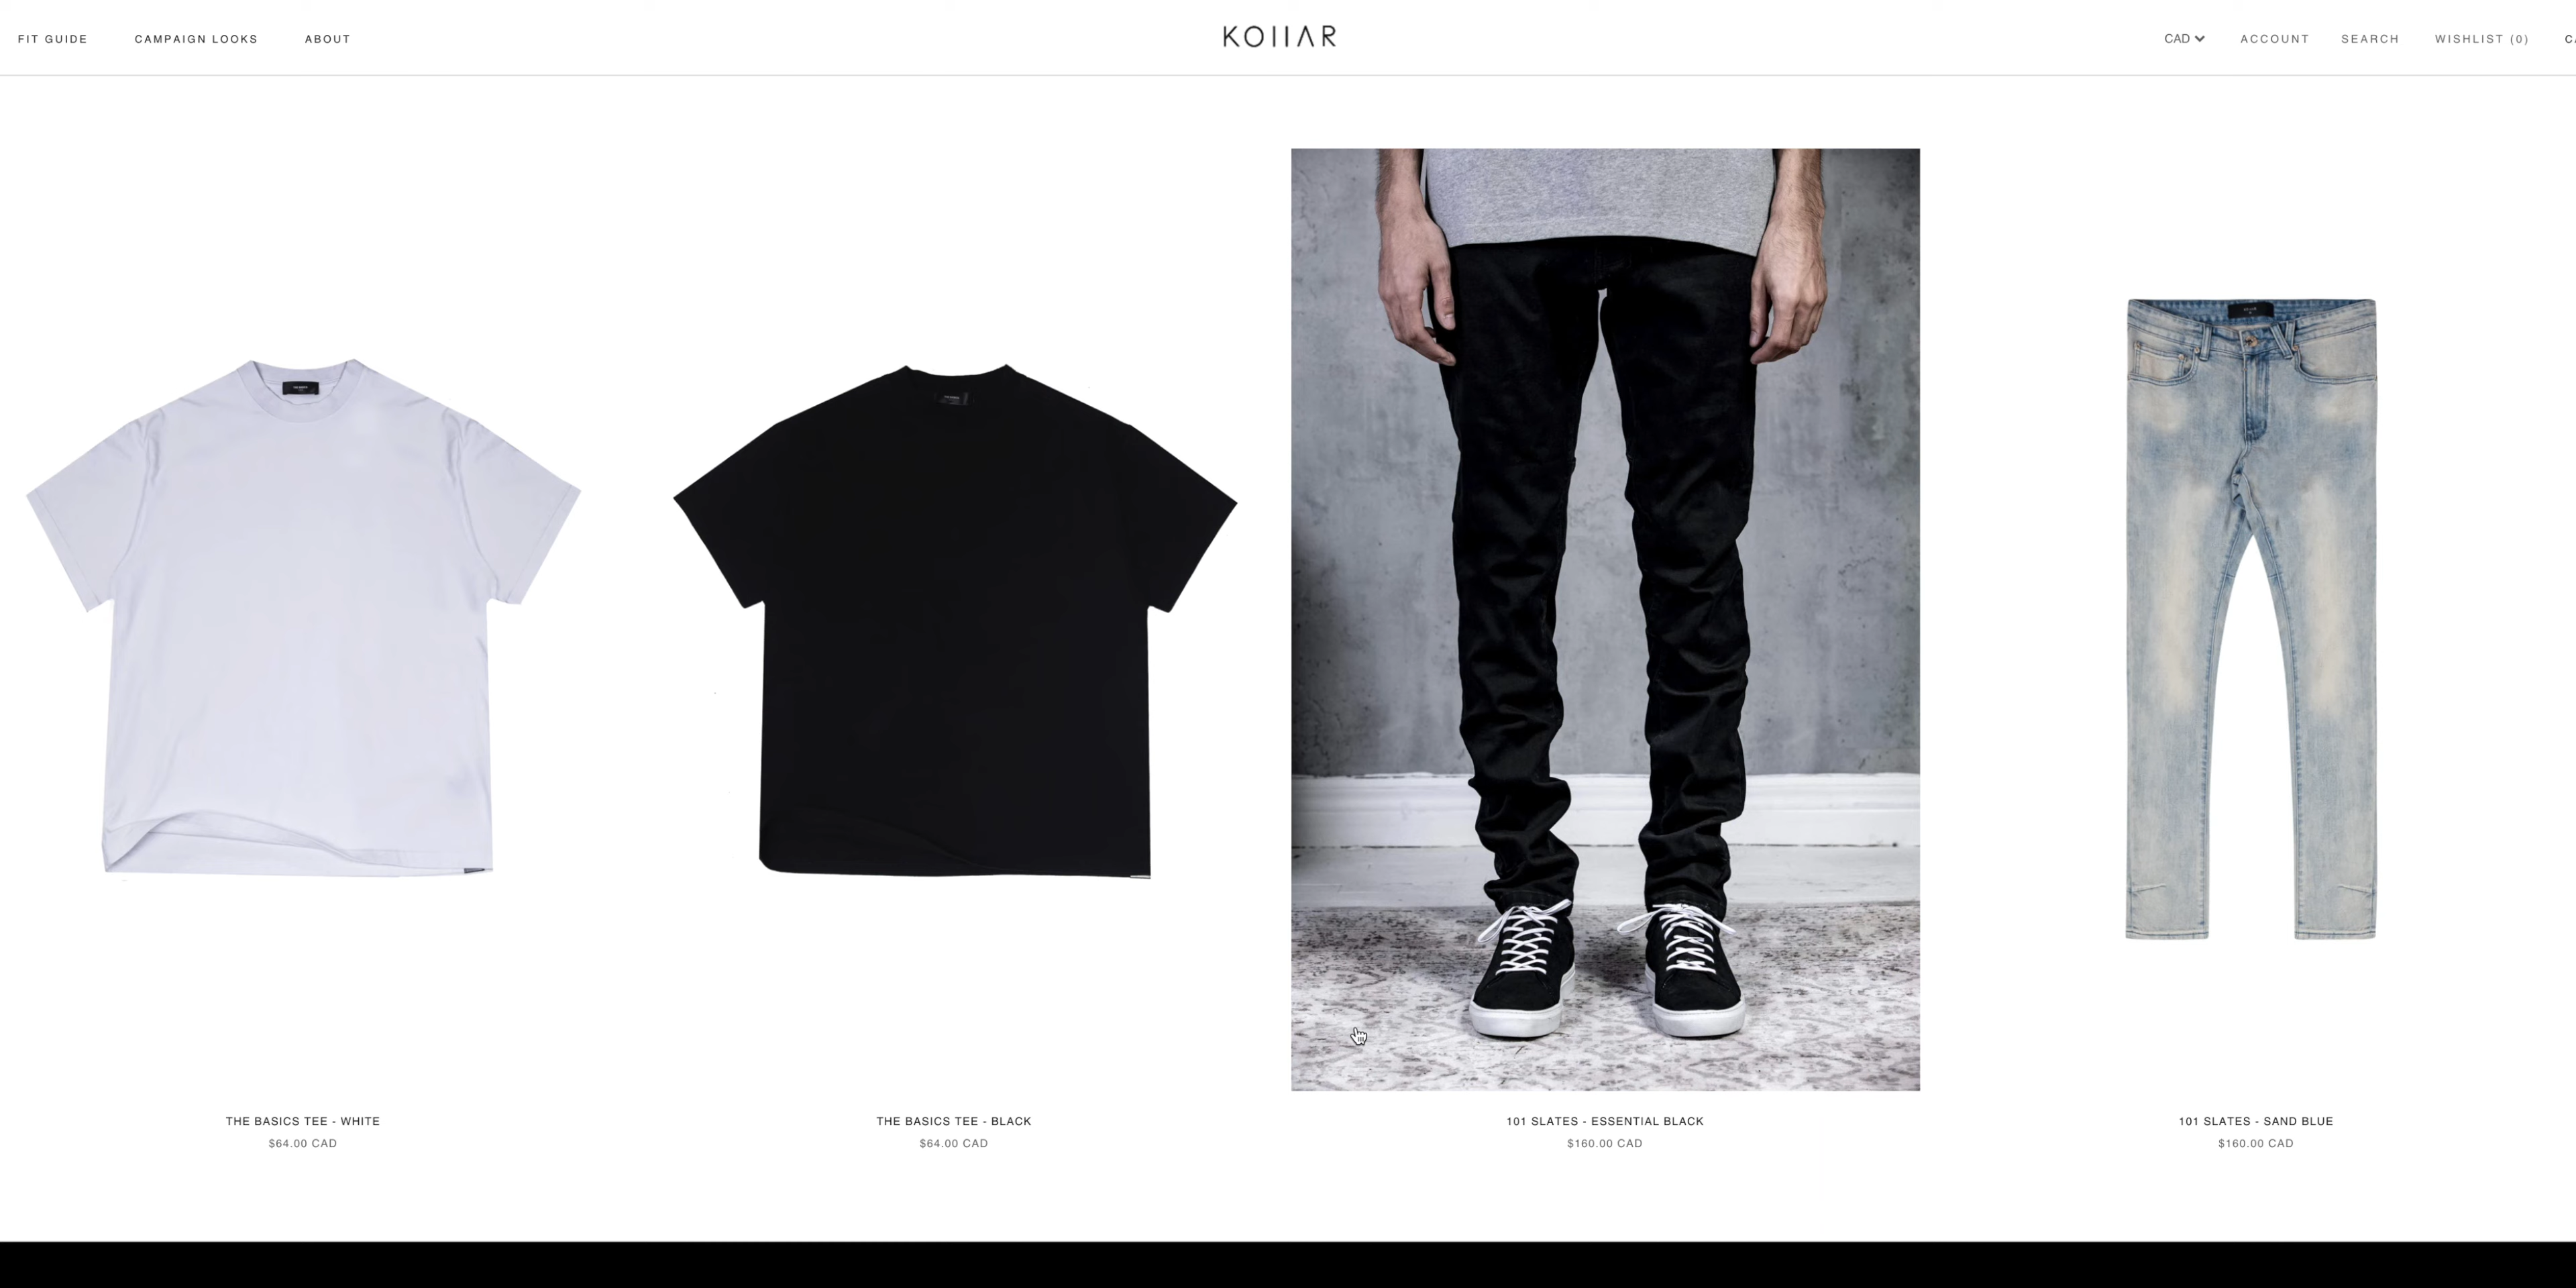 FIT GUIDE CAMPAIGN LOOKS ABOUT KOLLAR CAD ACCOUNT SEARCH WISHLIST (0)
THE BASICS TEE - WHITE
$64.00 CAD
THE BASICS TEE - BLACK
$64.00 CAD
101 SLATES - ESSENTIAL BLACK
$160.00 CAD
101 SLATES - SAND BLUE
$160.00 CAD